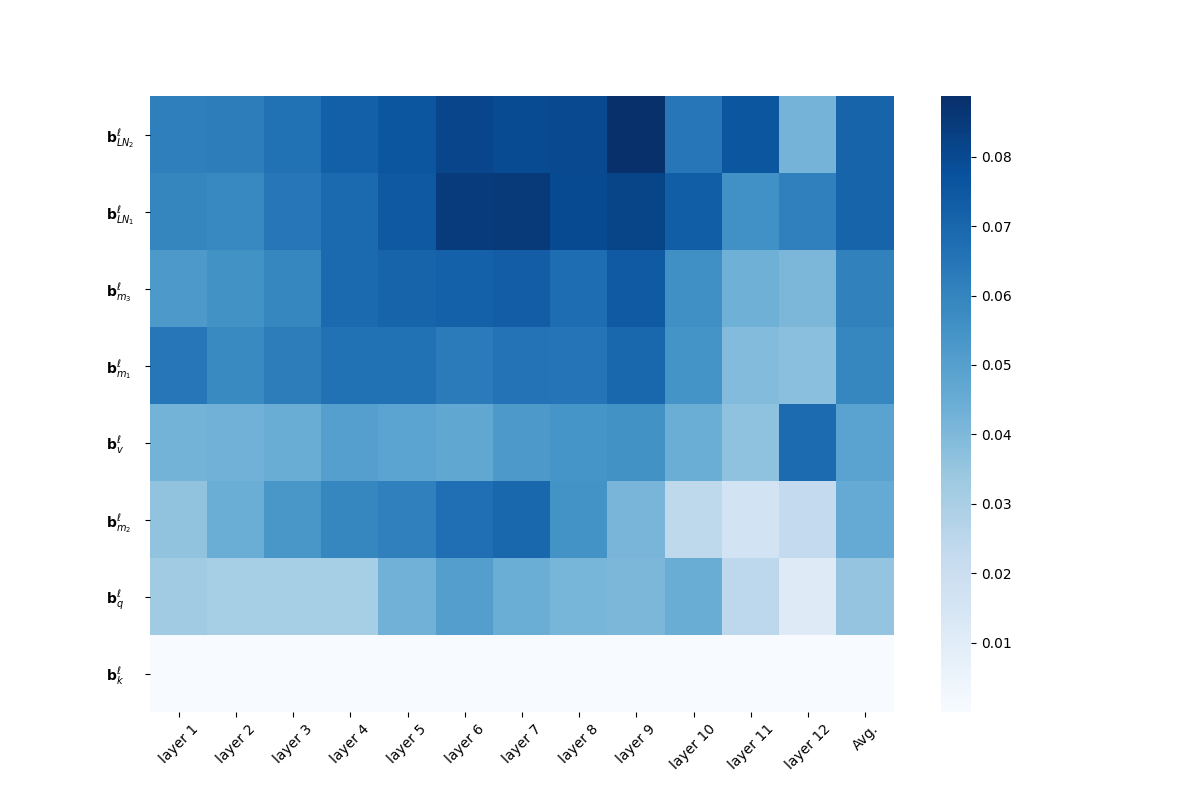 b^ℓ_{LN_2}
b^ℓ_{LN_1}
b^ℓ_{m_3}
b^ℓ_{m_1}
b^ℓ_v
b^ℓ_{m_2}
b^ℓ_q
b^ℓ_k
layer 1
layer 2
layer 3
layer 4
layer 5
layer 6
layer 7
layer 8
layer 9
layer 10
layer 11
layer 12
Avg.
0.08
0.07
0.06
0.05
0.04
0.03
0.02
0.01